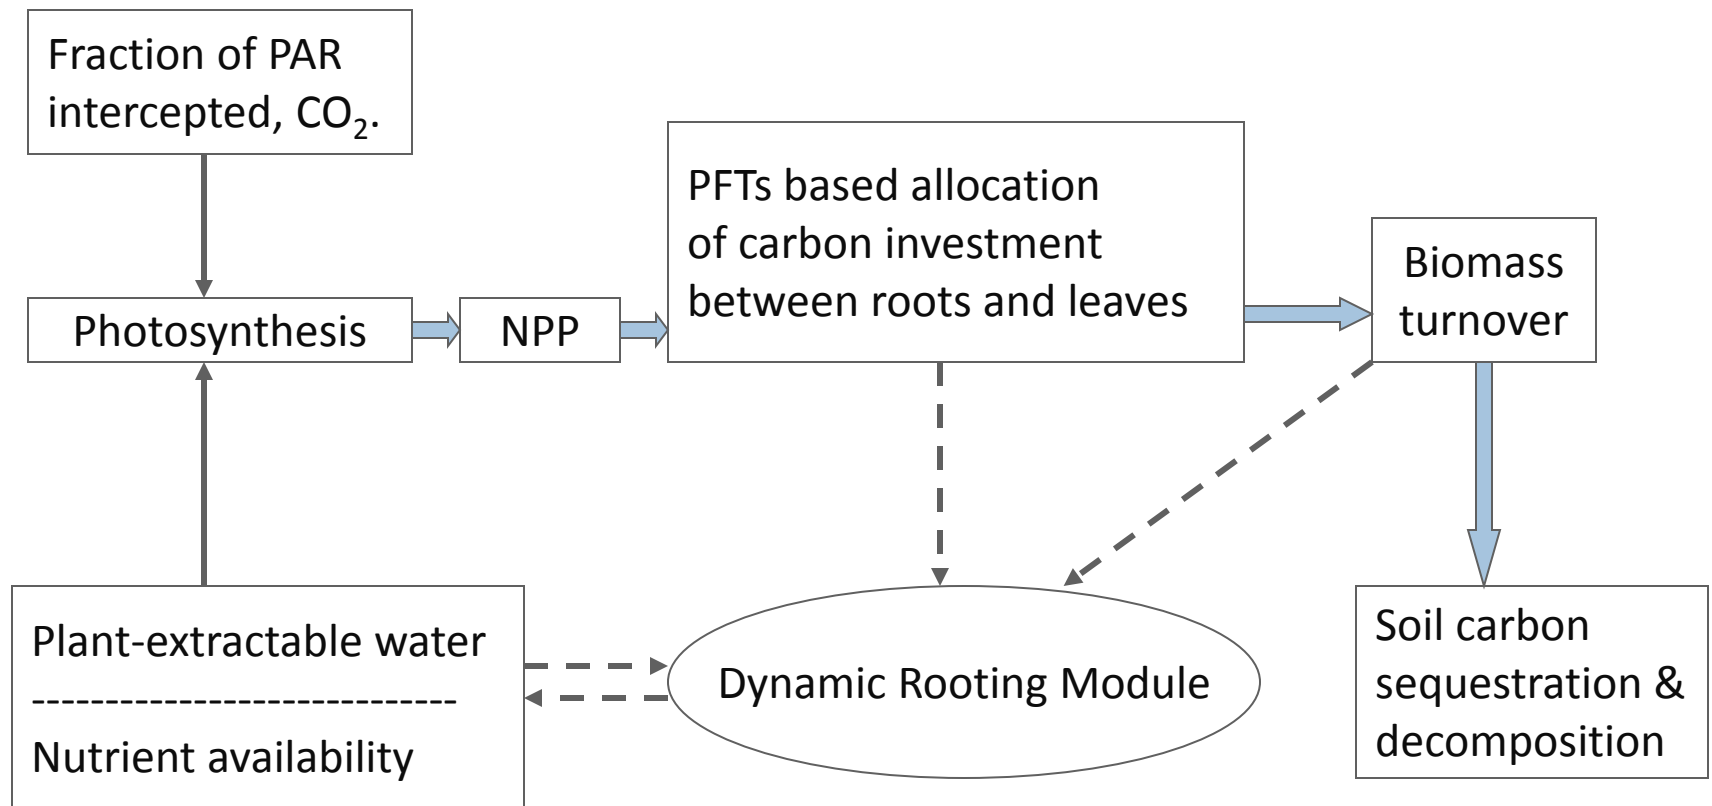 Fraction of PAR
intercepted, CO₂.
PFTs based allocation
of carbon investment
between roots and leaves
Biomass
turnover
Photosynthesis
NPP
Plant-extractable water
-----------------------------
Nutrient availability
Dynamic Rooting Module
Soil carbon
sequestration &
decomposition